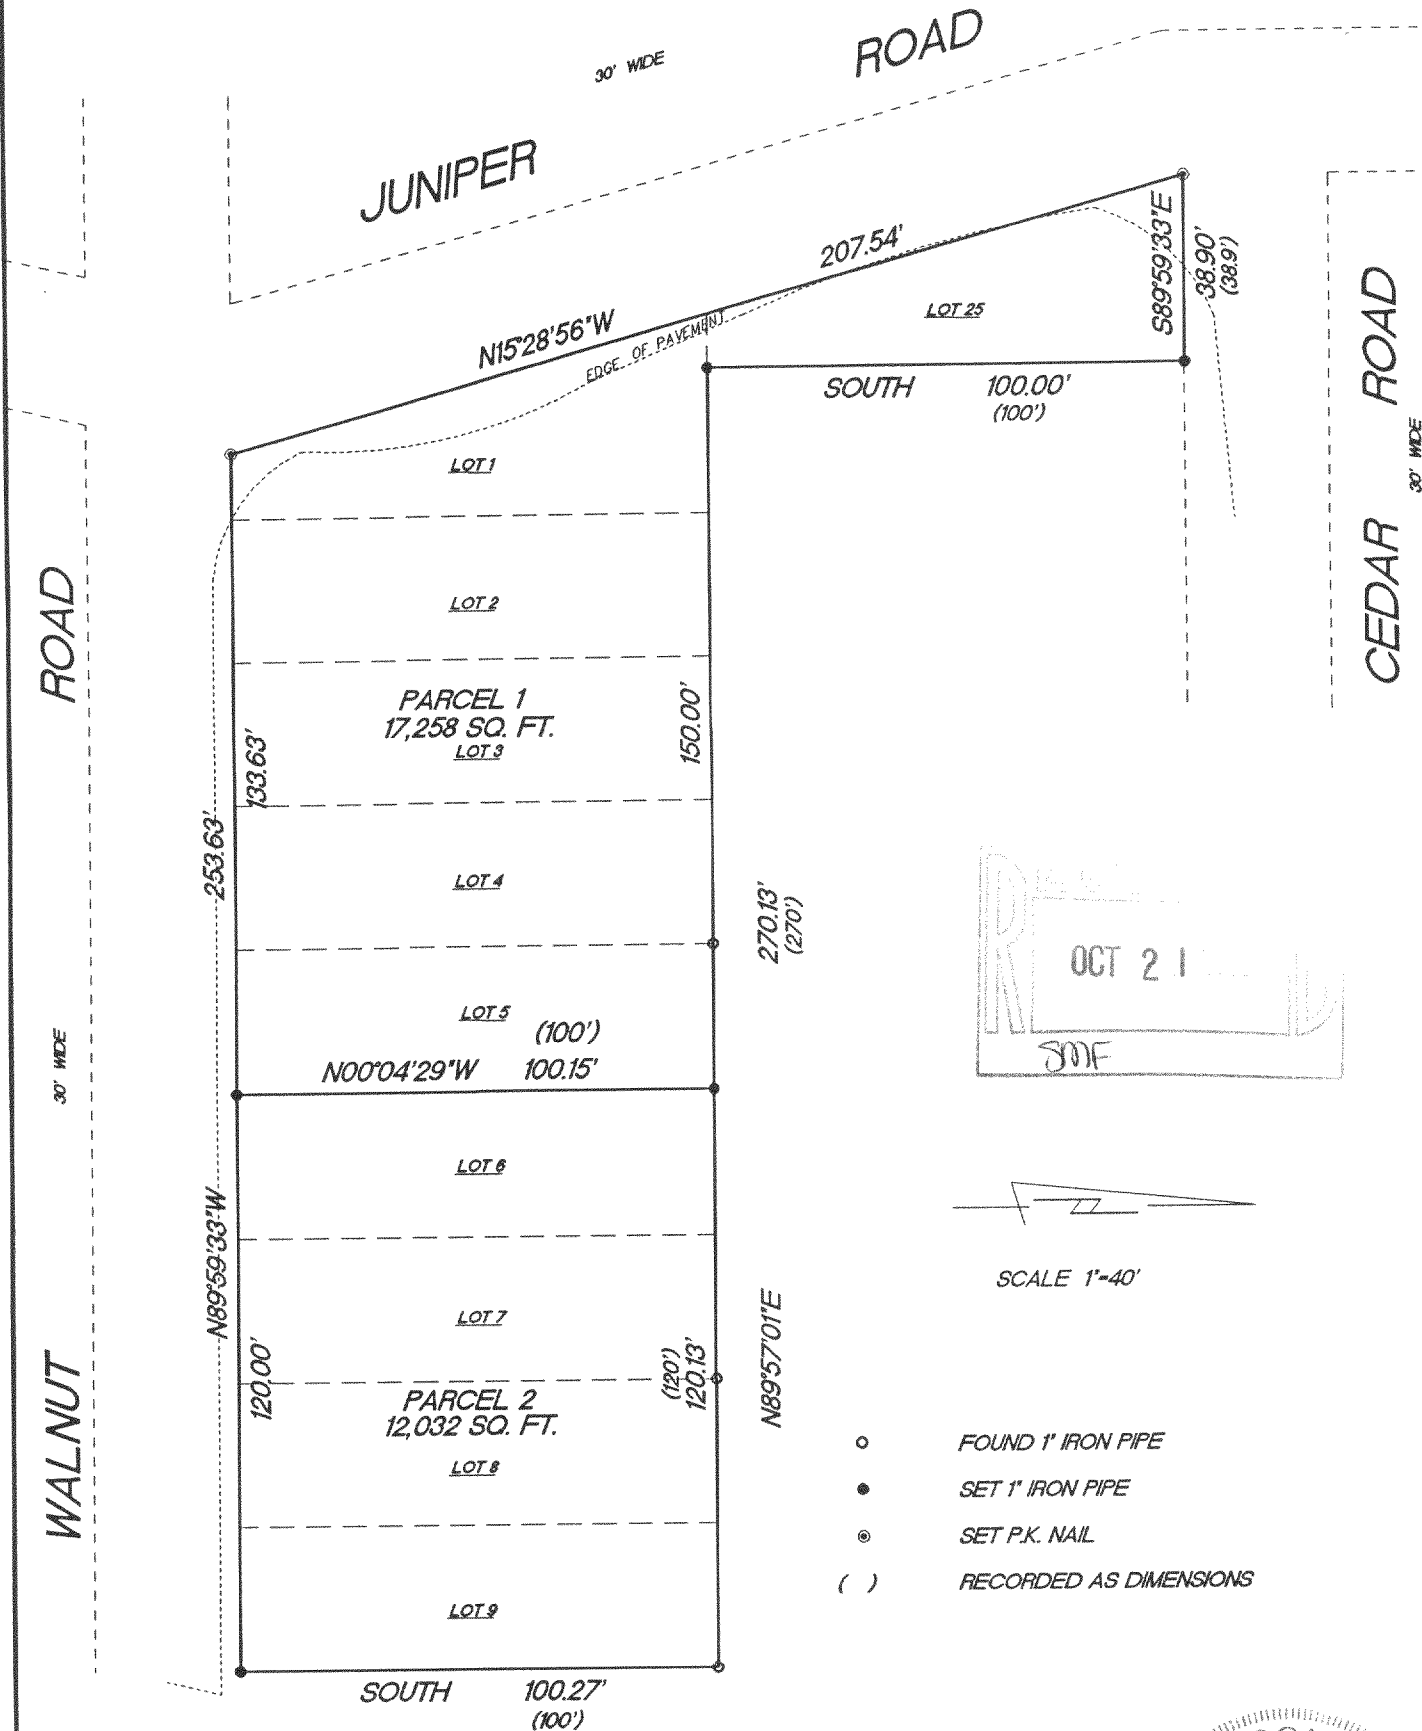 30' WIDE
JUNIPER ROAD
207.54'
N15°28'56"W
EDGE OF PAVEMENT
S89°59'33"E
38.90'
(38.9')
LOT 25
SOUTH 100.00'
(100')
CEDAR ROAD
30' WIDE
LOT 1
LOT 2
PARCEL 1
17,258 SQ. FT.
LOT 3
133.63'
150.00'
253.63'
LOT 4
270.13'
(270')
LOT 5
(100')
N00°04'29"W 100.15'
OCT 21
SMF
WALNUT ROAD
30' WIDE
N89°59'33"W
LOT 6
SCALE 1"=40'
LOT 7
120.00'
(120')
120.13'
N89°57'01"E
PARCEL 2
12,032 SQ. FT.
LOT 8
LOT 9
SOUTH 100.27'
(100')
FOUND 1" IRON PIPE
SET 1" IRON PIPE
SET P.K. NAIL
( ) RECORDED AS DIMENSIONS